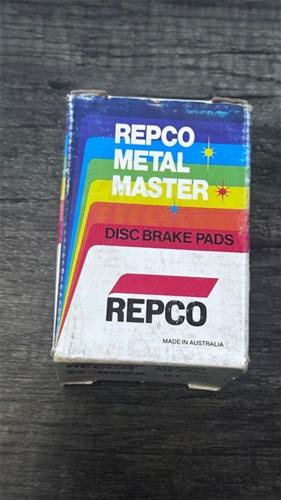 REPCO
METAL
MASTER
DISC BRAKE PADS
REPCO
MADE IN AUSTRALIA